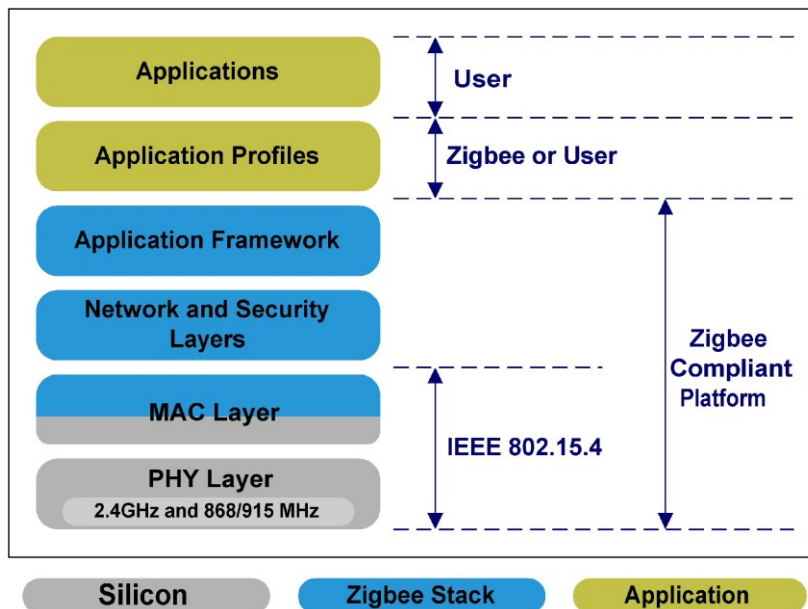 Applications
User
Application Profiles
Zigbee or User
Application Framework
Network and Security
Layers
Zigbee
Compliant
Platform
MAC Layer
IEEE 802.15.4
PHY Layer
2.4GHz and 868/915 MHz
Silicon
Zigbee Stack
Application